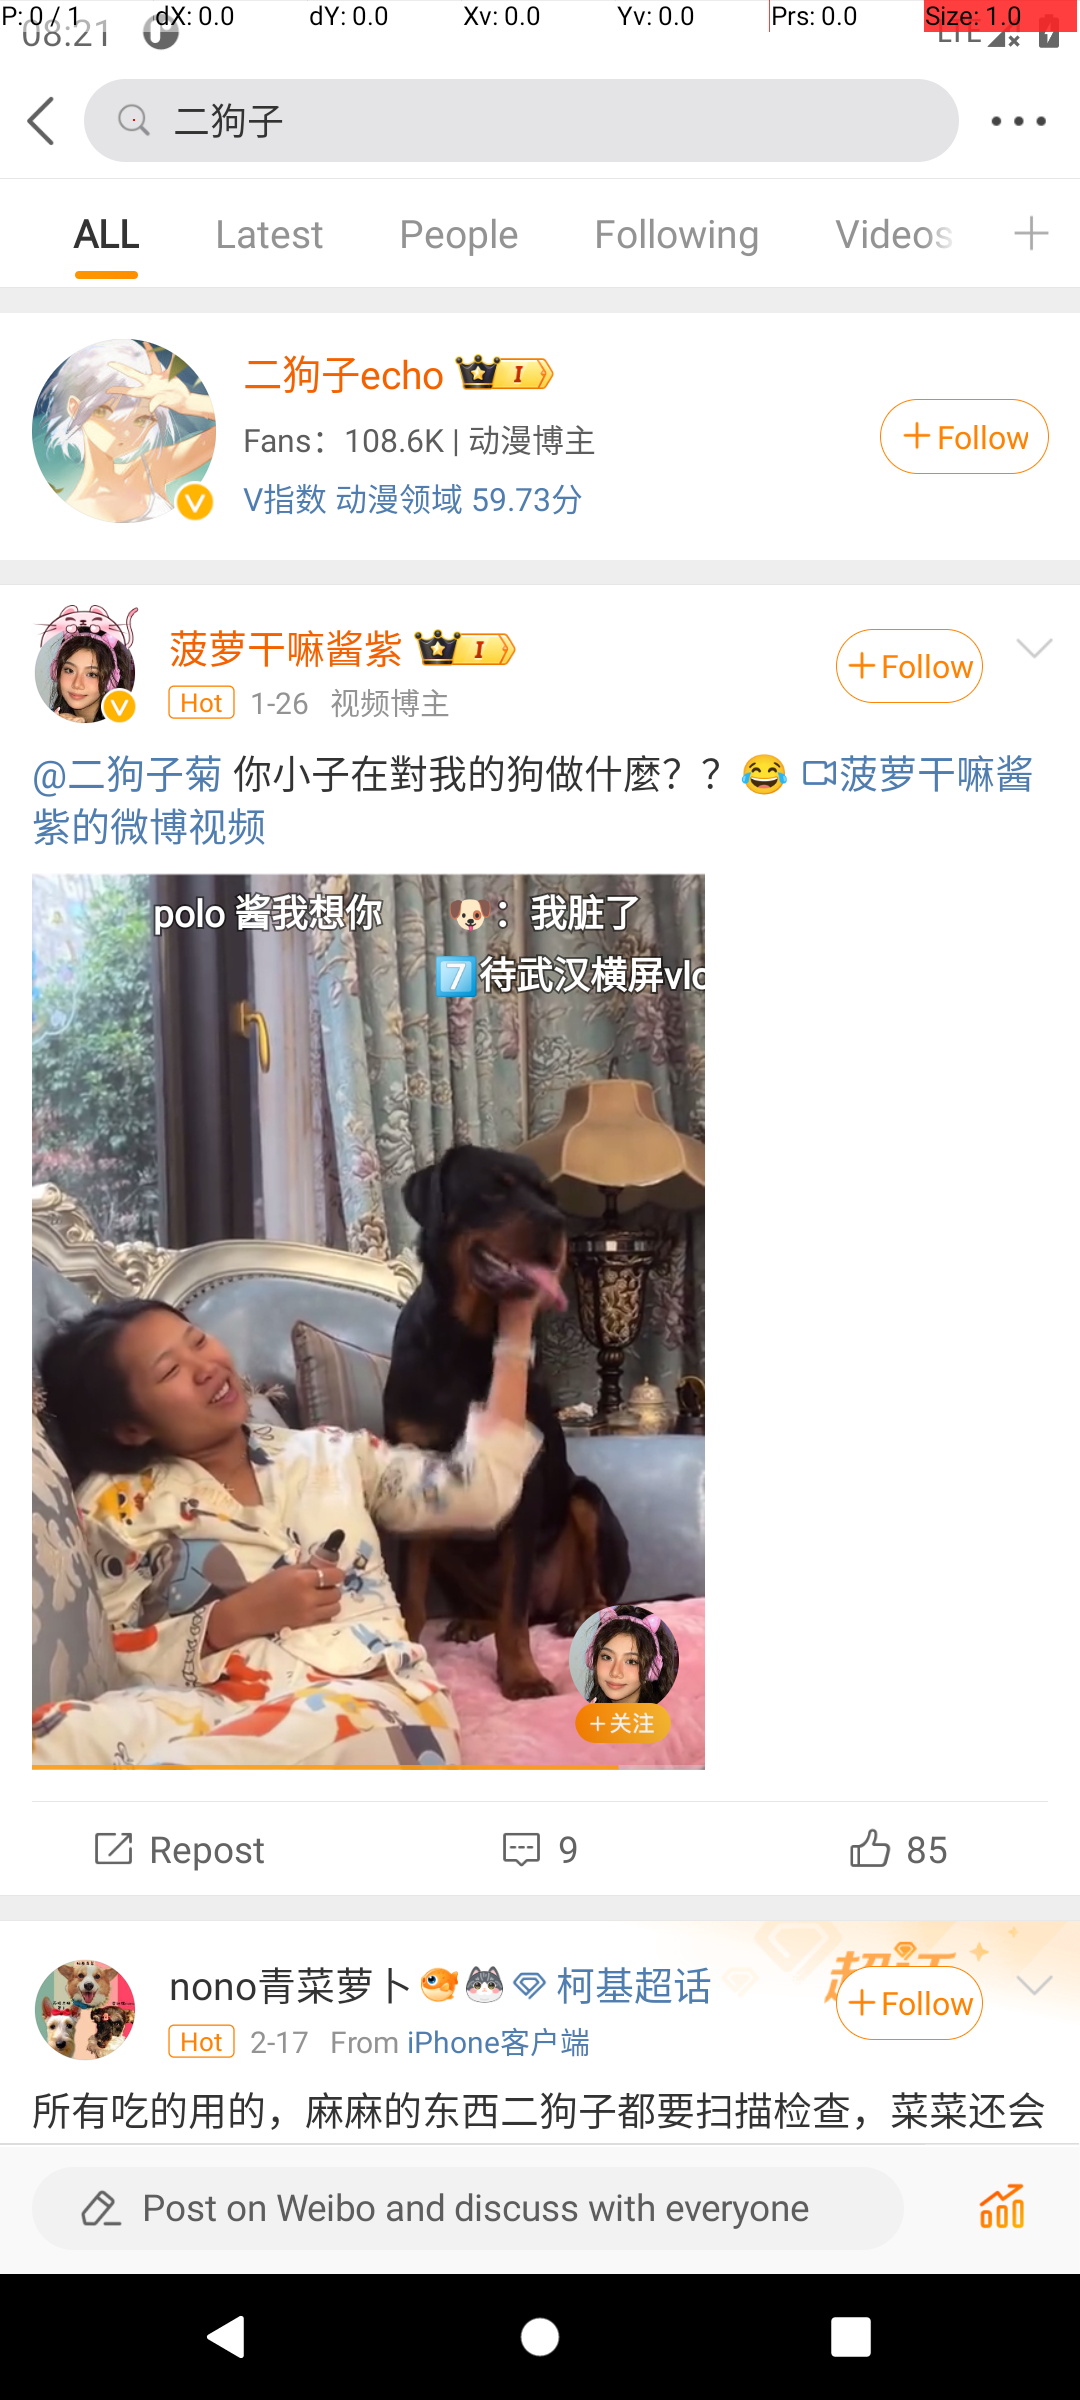 P: 0 / 1 dX: 0.0 dY: 0.0 Xv: 0.0 Yv: 0.0 Prs: 0.0 Size: 1.0
08:21 LTE
二狗子
ALL Latest People Following Videos
二狗子echo I
Fans：108.6K | 动漫博主
Follow
V指数 动漫领域 59.73分
菠萝干嘛酱紫 I
Follow
Hot 1-26 视频博主
@二狗子菊 你小子在對我的狗做什麼？？😂 菠萝干嘛酱
紫的微博视频
polo 酱我想你 🐶：我脏了
7️⃣待武汉横屏vlo
+关注
Repost 9 85
nono青菜萝卜🐡🐱 柯基超话
超话
Follow
Hot 2-17 From iPhone客户端
所有吃的用的，麻麻的东西二狗子都要扫描检查，菜菜还会
Post on Weibo and discuss with everyone